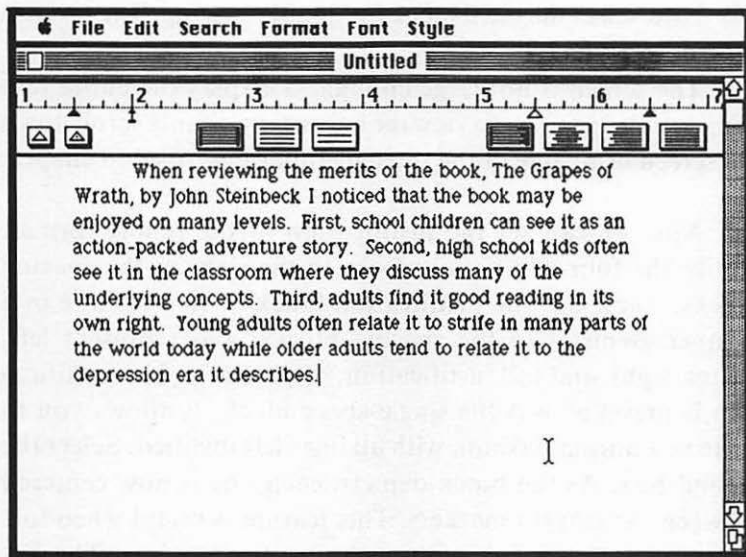 File Edit Search Format Font Style
Untitled
1 2 3 4 5 6 7
When reviewing the merits of the book, The Grapes of
Wrath, by John Steinbeck I noticed that the book may be
enjoyed on many levels. First, school children can see it as an
action-packed adventure story. Second, high school kids often
see it in the classroom where they discuss many of the
underlying concepts. Third, adults find it good reading in its
own right. Young adults often relate it to strife in many parts of
the world today while older adults tend to relate it to the
depression era it describes.